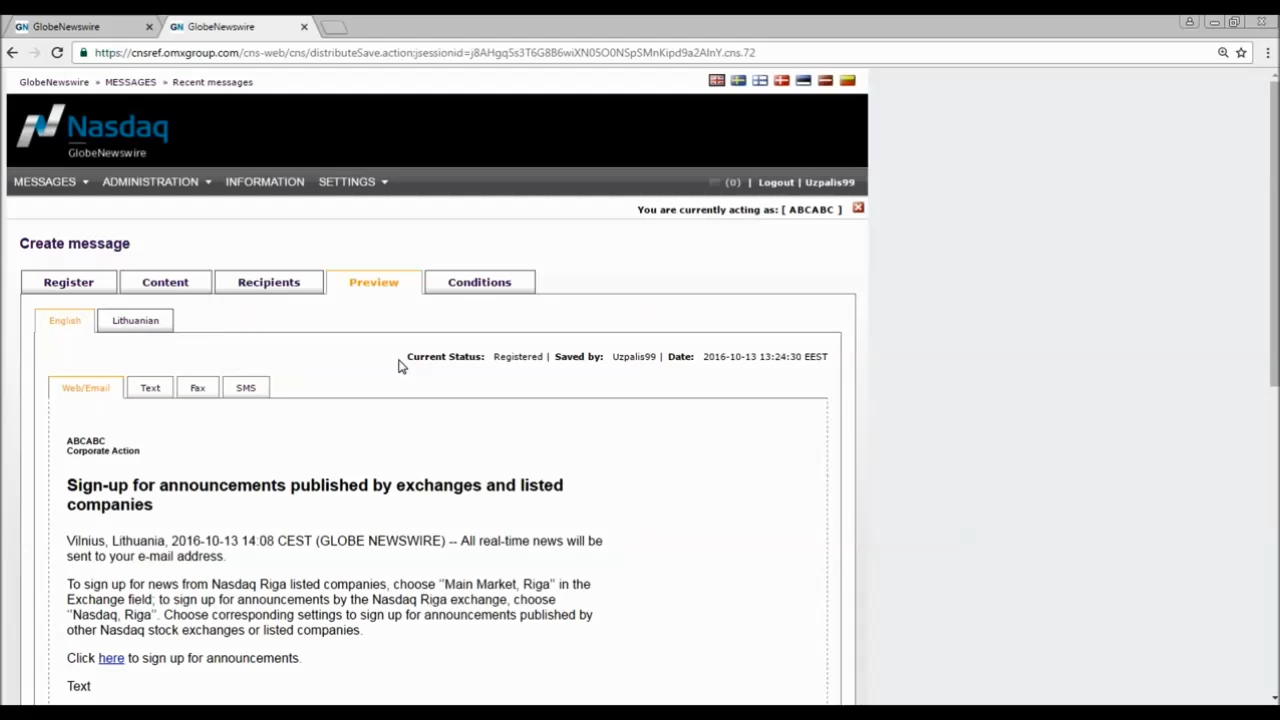 GN GlobeNewswire
GN GlobeNewswire
https://cnsref.omxgroup.com/cns-web/cns/distributeSave.action;jsessionid=j8AHgq5s3T6G8B6wiXN05O0NSpSMnKipd9a2AlnY.cns.72
GlobeNewswire » MESSAGES » Recent messages
Nasdaq
GlobeNewswire
MESSAGES ADMINISTRATION INFORMATION SETTINGS (0) | Logout | Uzpalis99
You are currently acting as: [ ABCABC ]
Create message
Register Content Recipients Preview Conditions
English Lithuanian
Current Status: Registered | Saved by: Uzpalis99 | Date: 2016-10-13 13:24:30 EEST
Web/Email Text Fax SMS
ABCABC
Corporate Action
Sign-up for announcements published by exchanges and listed
companies
Vilnius, Lithuania, 2016-10-13 14:08 CEST (GLOBE NEWSWIRE) -- All real-time news will be
sent to your e-mail address.
To sign up for news from Nasdaq Riga listed companies, choose "Main Market, Riga" in the
Exchange field; to sign up for announcements by the Nasdaq Riga exchange, choose
"Nasdaq, Riga". Choose corresponding settings to sign up for announcements published by
other Nasdaq stock exchanges or listed companies.
Click here to sign up for announcements.
Text